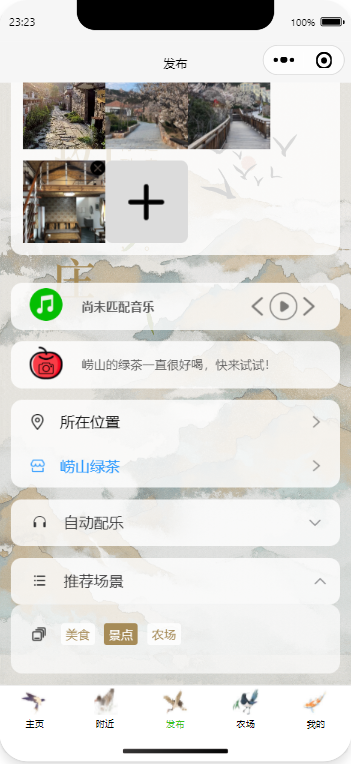 23:23
100%
发布
庄
尚未匹配音乐
崂山的绿茶一直很好喝，快来试试！
所在位置
崂山绿茶
自动配乐
推荐场景
美食 景点 农场
主页 附近 发布 农场 我的